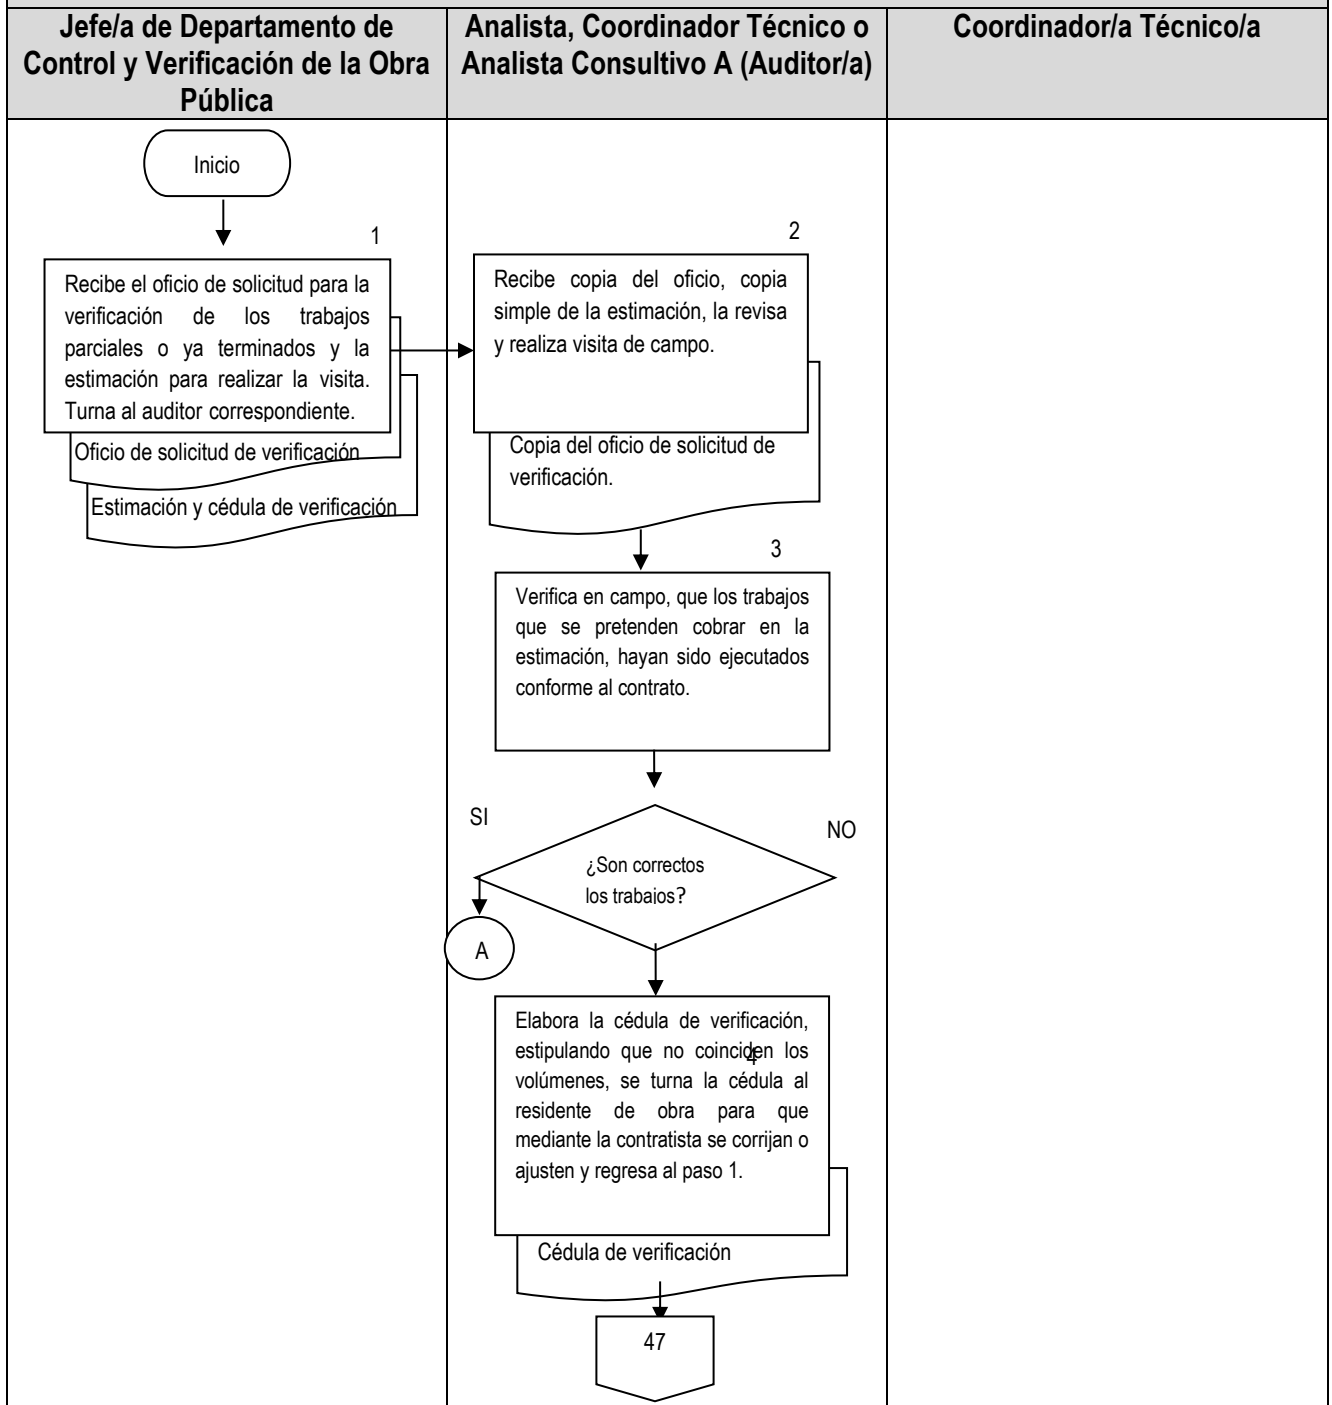 Jefe/a de Departamento de
Control y Verificación de la Obra
Pública
Analista, Coordinador Técnico o
Analista Consultivo A (Auditor/a)
Coordinador/a Técnico/a
Inicio
1
Recibe el oficio de solicitud para la
verificación de los trabajos
parciales o ya terminados y la
estimación para realizar la visita.
Turna al auditor correspondiente.
Oficio de solicitud de verificación
Estimación y cédula de verificación
2
Recibe copia del oficio, copia
simple de la estimación, la revisa
y realiza visita de campo.
Copia del oficio de solicitud de
verificación.
3
Verifica en campo, que los trabajos
que se pretenden cobrar en la
estimación, hayan sido ejecutados
conforme al contrato.
SI
NO
¿Son correctos
los trabajos?
A
4
Elabora la cédula de verificación,
estipulando que no coinciden los
volúmenes, se turna la cédula al
residente de obra para que
mediante la contratista se corrijan o
ajusten y regresa al paso 1.
Cédula de verificación
47